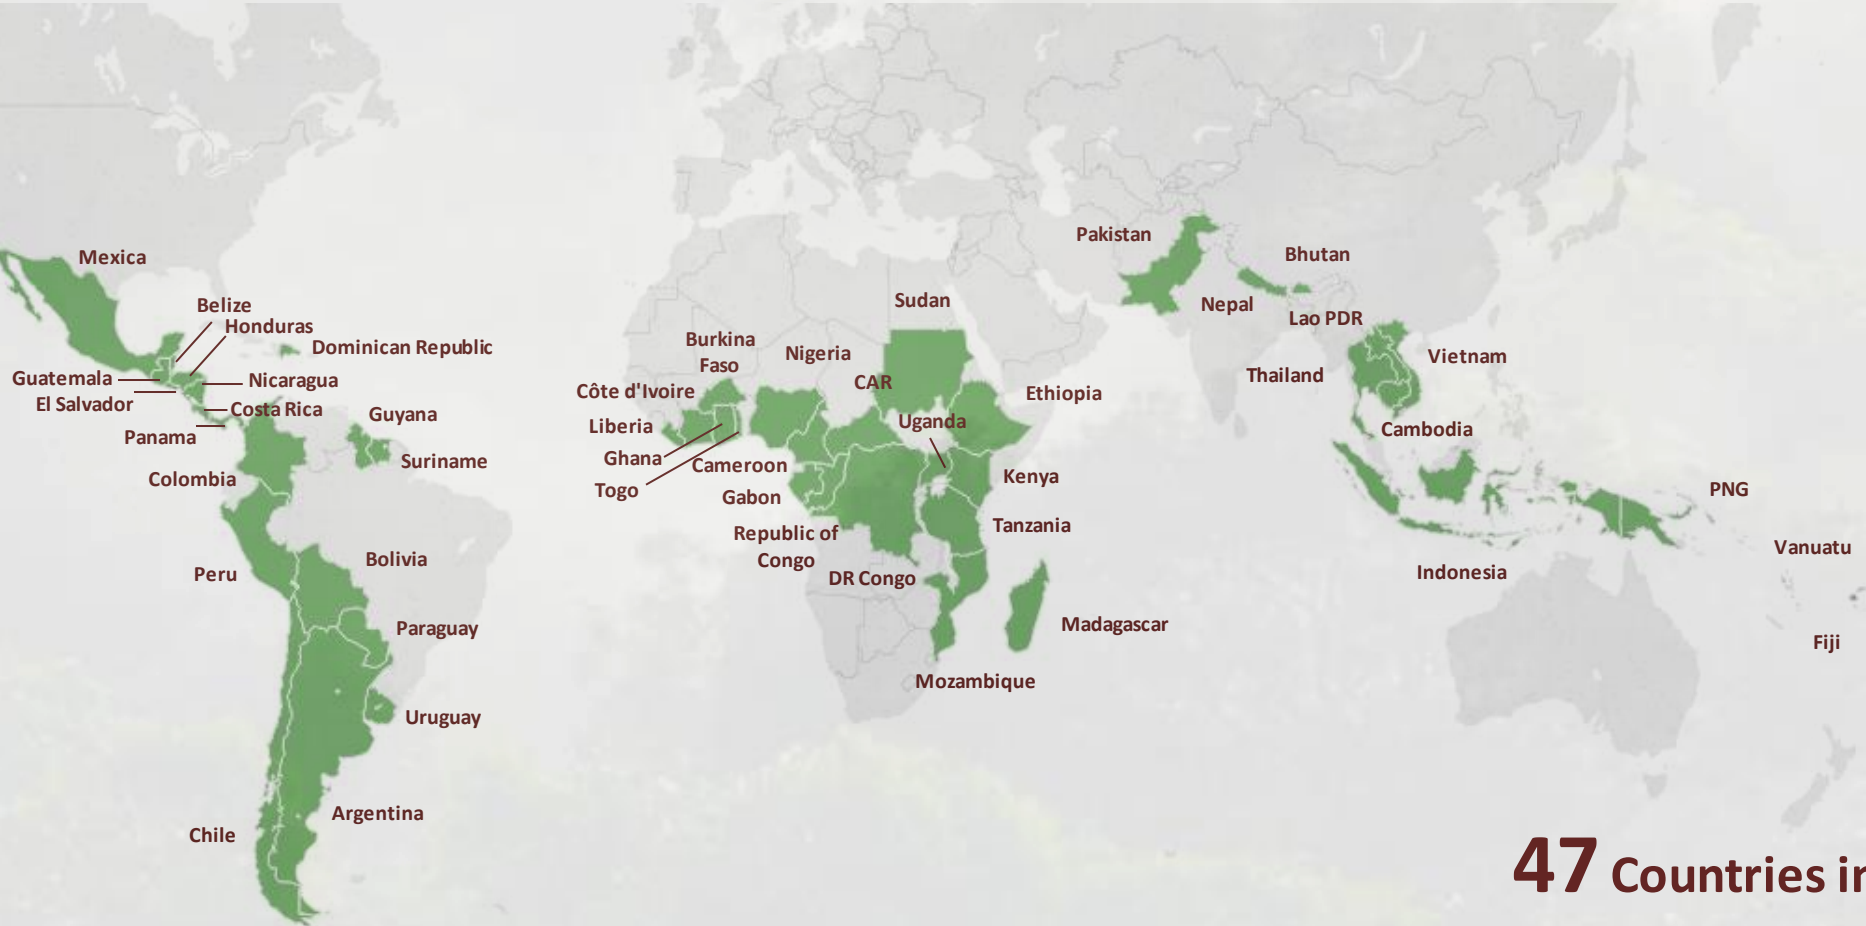 Mexico
Belize
Honduras
Dominican Republic
Guatemala
Nicaragua
El Salvador
Costa Rica
Guyana
Panama
Suriname
Colombia
Peru
Bolivia
Paraguay
Uruguay
Argentina
Chile
Sudan
Burkina
Faso
Nigeria
CAR
Côte d'Ivoire
Ethiopia
Liberia
Uganda
Ghana
Cameroon
Togo
Gabon
Kenya
Republic of
Congo
Tanzania
DR Congo
Madagascar
Mozambique
Pakistan
Bhutan
Nepal
Lao PDR
Vietnam
Thailand
Cambodia
PNG
Vanuatu
Indonesia
Fiji
47 Countries in